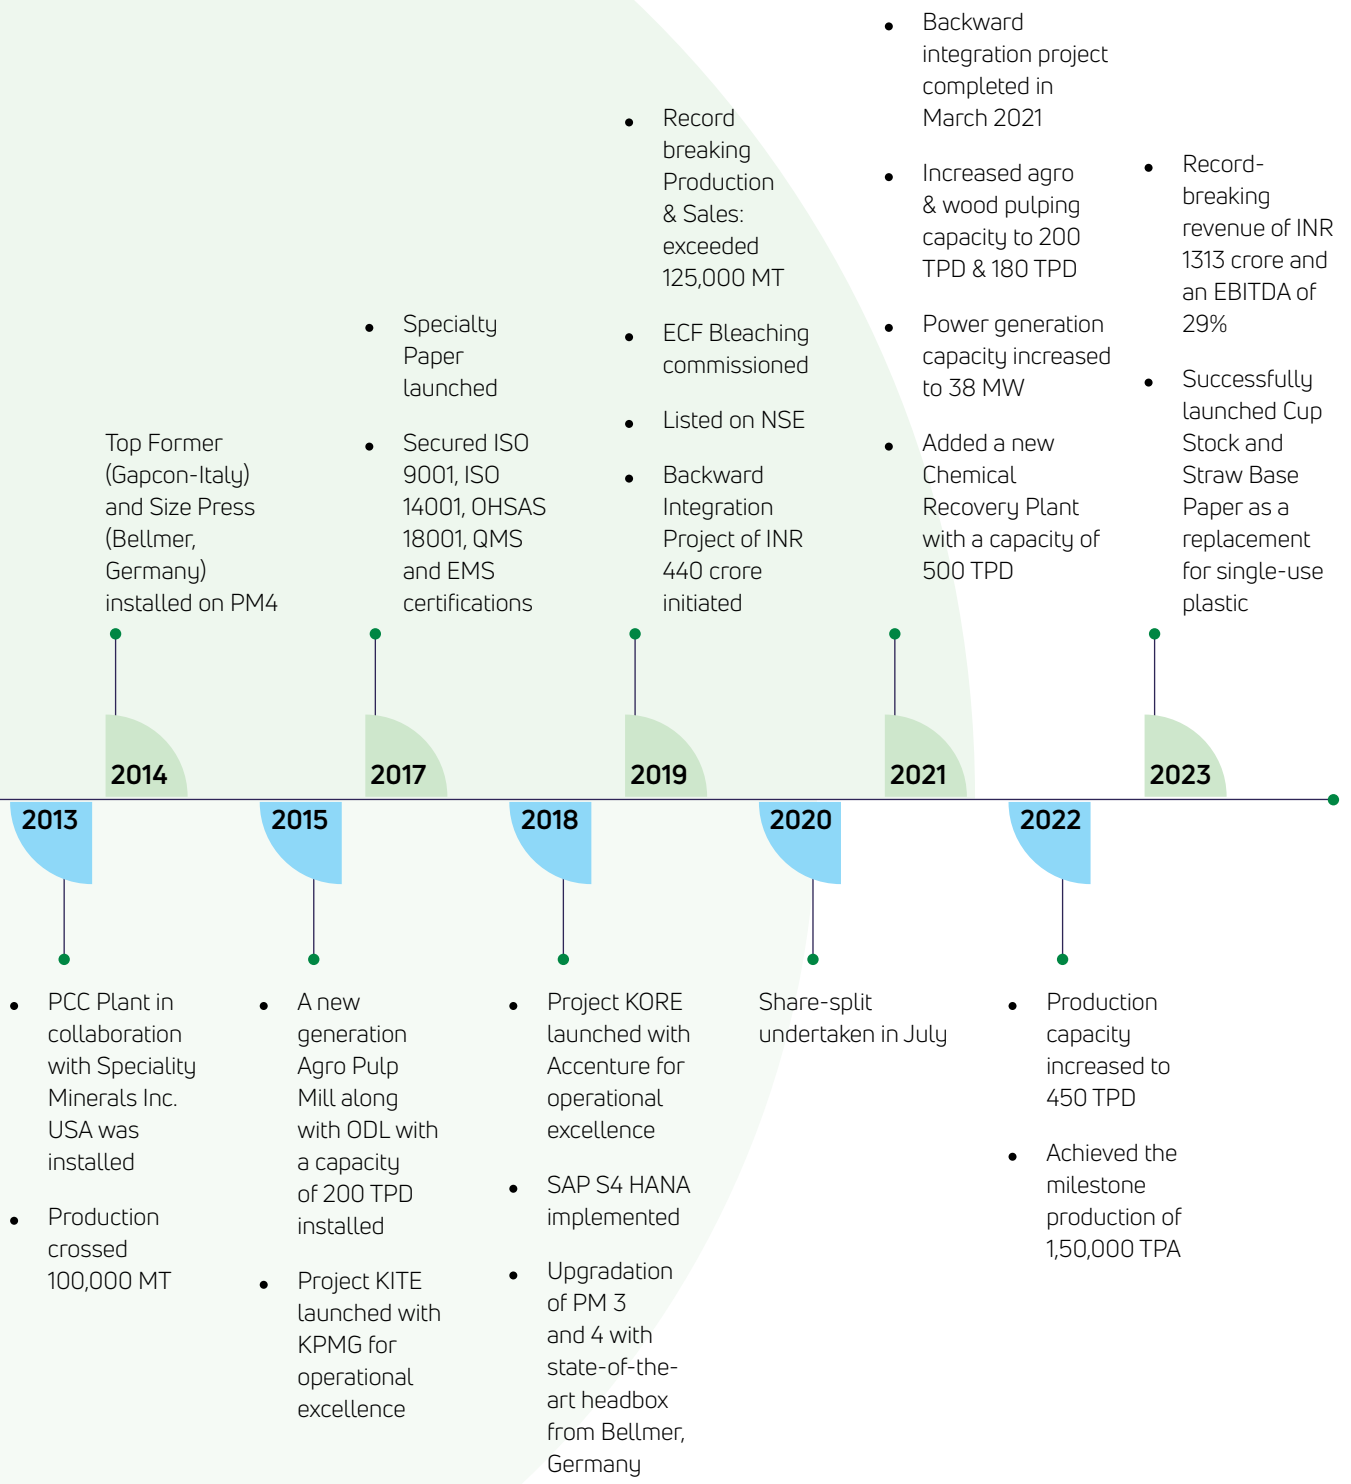 Top Former
(Gapcon-Italy)
and Size Press
(Bellmer,
Germany)
installed on PM4
• Specialty
Paper
launched
• Secured ISO
9001, ISO
14001, OHSAS
18001, QMS
and EMS
certifications
• Record
breaking
Production
& Sales:
exceeded
125,000 MT
• ECF Bleaching
commissioned
• Listed on NSE
• Backward
Integration
Project of INR
440 crore
initiated
• Backward
integration project
completed in
March 2021
• Increased agro
& wood pulping
capacity to 200
TPD & 180 TPD
• Power generation
capacity increased
to 38 MW
• Added a new
Chemical
Recovery Plant
with a capacity of
500 TPD
• Record-
breaking
revenue of INR
1313 crore and
an EBITDA of
29%
• Successfully
launched Cup
Stock and
Straw Base
Paper as a
replacement
for single-use
plastic
2014
2017
2019
2021
2023
2013
2015
2018
2020
2022
• PCC Plant in
collaboration
with Speciality
Minerals Inc.
USA was
installed
• Production
crossed
100,000 MT
• A new
generation
Agro Pulp
Mill along
with ODL with
a capacity
of 200 TPD
installed
• Project KITE
launched with
KPMG for
operational
excellence
• Project KORE
launched with
Accenture for
operational
excellence
• SAP S4 HANA
implemented
• Upgradation
of PM 3
and 4 with
state-of-the-
art headbox
from Bellmer,
Germany
Share-split
undertaken in July
• Production
capacity
increased to
450 TPD
• Achieved the
milestone
production of
1,50,000 TPA